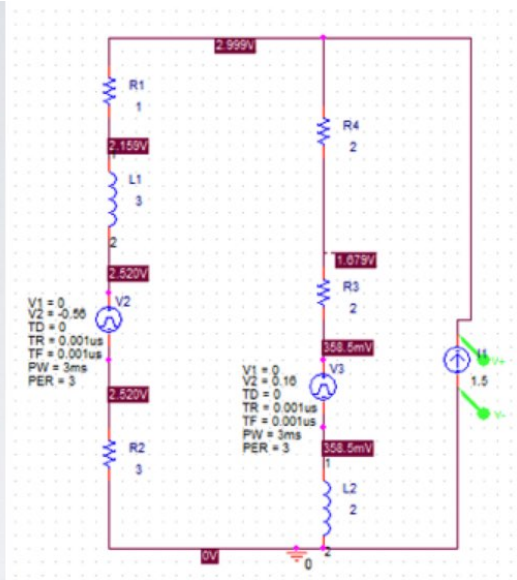 2.999V
R1
1
R4
2
2.159V
1
L1
3
2
2.520V
1.679V
R3
2
V1 = 0
V2 = -0.56
TD = 0
TR = 0.001us
TF = 0.001us
PW = 3ms
PER = 3
V2
358.5mV
V1 = 0
V2 = 0.16
TD = 0
TR = 0.001us
TF = 0.001us
PW = 3ms
PER = 3
V3
I1
1.5
V+
V-
2.520V
R2
3
358.5mV
1
L2
2
2
0V
0